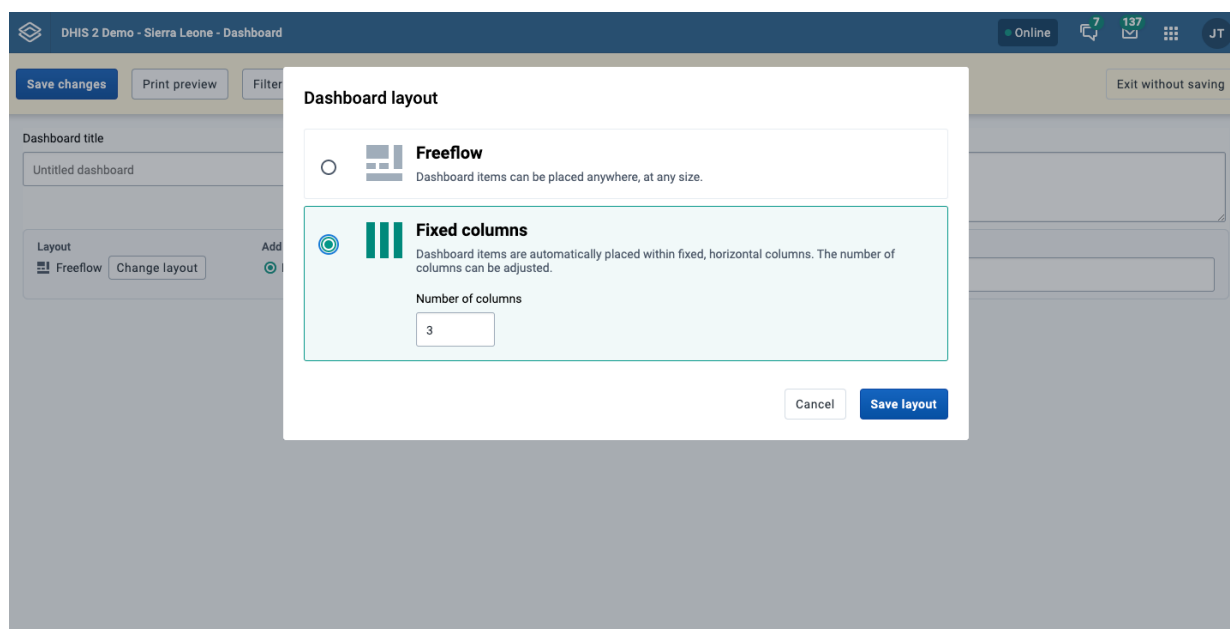 DHIS 2 Demo - Sierra Leone - Dashboard
Online
7
137
JT
Save changes
Print preview
Filter
Exit without saving
Dashboard layout
Dashboard title
Untitled dashboard
Freeflow
Dashboard items can be placed anywhere, at any size.
Fixed columns
Dashboard items are automatically placed within fixed, horizontal columns. The number of
columns can be adjusted.
Number of columns
3
Layout
Freeflow
Change layout
Add
Cancel
Save layout